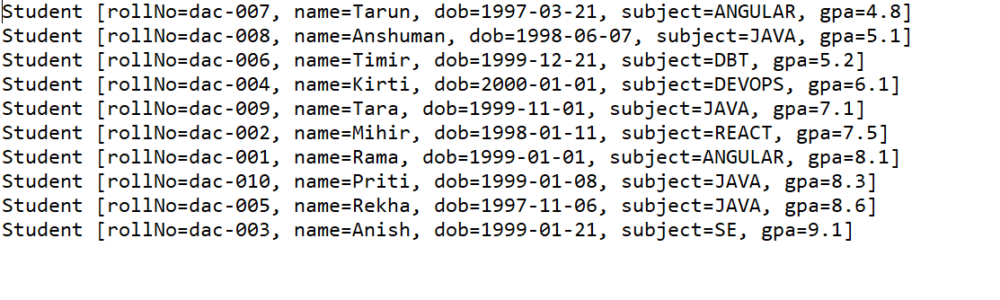 Student [rollNo=dac-007, name=Tarun, dob=1997-03-21, subject=ANGULAR, gpa=4.8]
Student [rollNo=dac-008, name=Anshuman, dob=1998-06-07, subject=JAVA, gpa=5.1]
Student [rollNo=dac-006, name=Timir, dob=1999-12-21, subject=DBT, gpa=5.2]
Student [rollNo=dac-004, name=Kirti, dob=2000-01-01, subject=DEVOPS, gpa=6.1]
Student [rollNo=dac-009, name=Tara, dob=1999-11-01, subject=JAVA, gpa=7.1]
Student [rollNo=dac-002, name=Mihir, dob=1998-01-11, subject=REACT, gpa=7.5]
Student [rollNo=dac-001, name=Rama, dob=1999-01-01, subject=ANGULAR, gpa=8.1]
Student [rollNo=dac-010, name=Priti, dob=1999-01-08, subject=JAVA, gpa=8.3]
Student [rollNo=dac-005, name=Rekha, dob=1997-11-06, subject=JAVA, gpa=8.6]
Student [rollNo=dac-003, name=Anish, dob=1999-01-21, subject=SE, gpa=9.1]